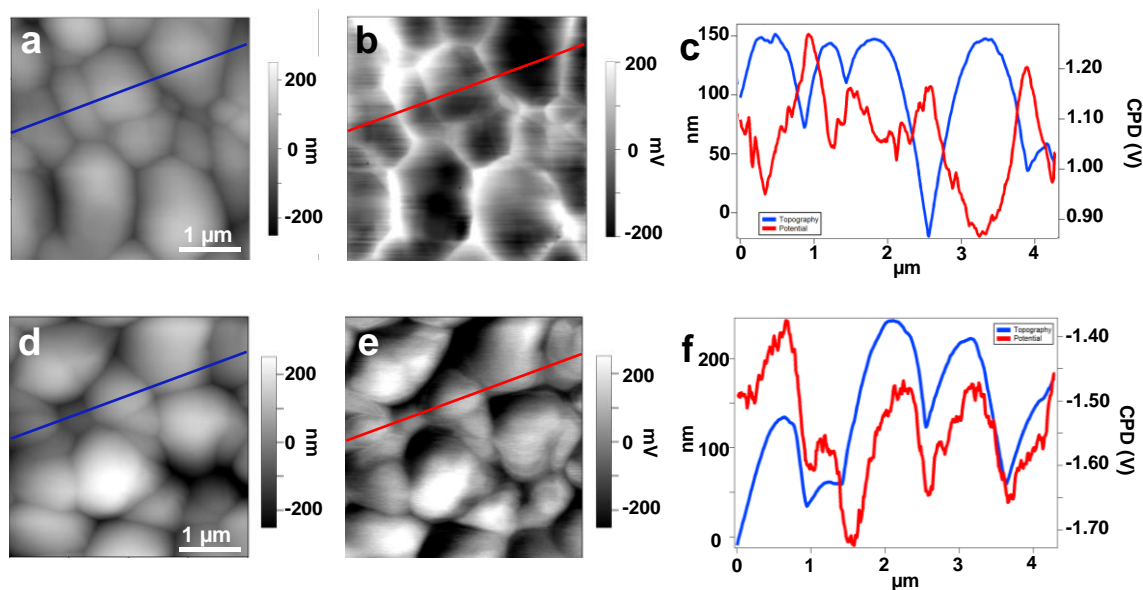 a
200
0
-200
nm
1 µm
b
200
0
-200
mV
c
150
100
50
0
nm
1.20
1.10
1.00
0.90
CPD (V)
Topography
Potential
0 1 2 3 4
µm
d
200
0
-200
nm
1 µm
e
200
0
-200
mV
f
200
100
0
nm
-1.40
-1.50
-1.60
-1.70
CPD (V)
Topography
Potential
0 1 2 3 4
µm